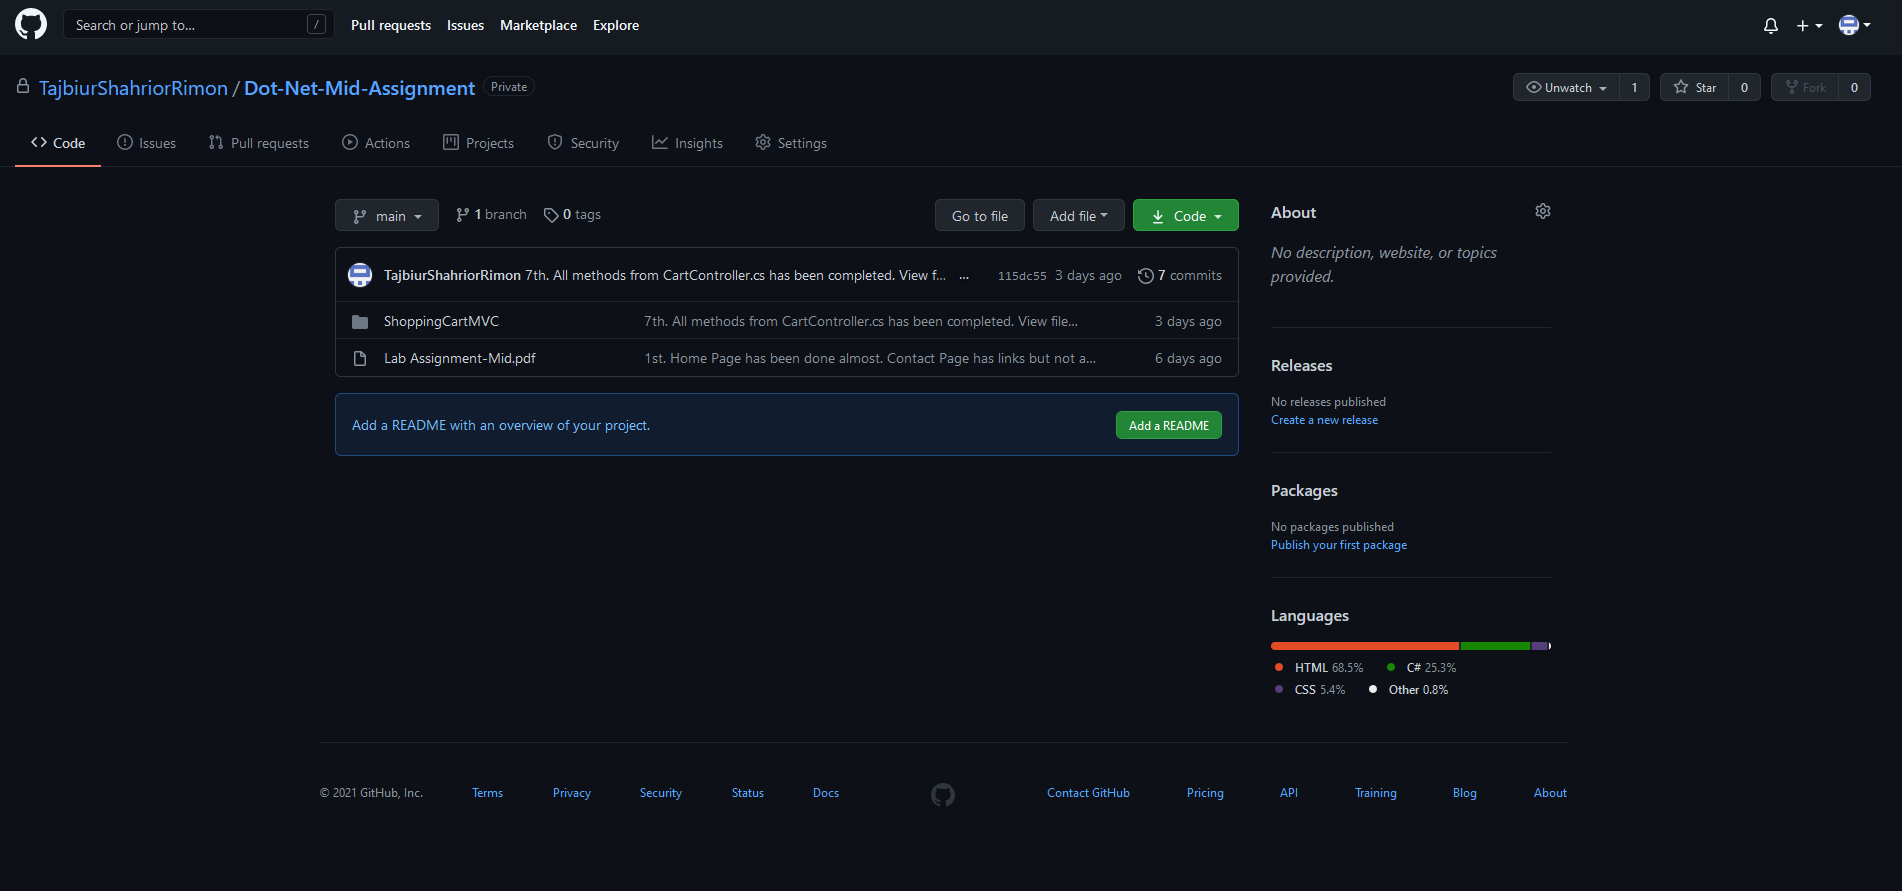 Search or jump to... /
Pull requests Issues Marketplace Explore
TajbiurShahriorRimon / Dot-Net-Mid-Assignment Private
Unwatch 1 Star 0 Fork 0
Code Issues Pull requests Actions Projects Security Insights Settings
main 1 branch 0 tags
Go to file Add file Code
TajbiurShahriorRimon 7th. All methods from CartController.cs has been completed. View f... ... 115dc55 3 days ago 7 commits
ShoppingCartMVC 7th. All methods from CartController.cs has been completed. View file... 3 days ago
Lab Assignment-Mid.pdf 1st. Home Page has been done almost. Contact Page has links but not a... 6 days ago
Add a README with an overview of your project. Add a README
About
No description, website, or topics
provided.
Releases
No releases published
Create a new release
Packages
No packages published
Publish your first package
Languages
HTML 68.5% C# 25.3%
CSS 5.4% Other 0.8%
© 2021 GitHub, Inc. Terms Privacy Security Status Docs Contact GitHub Pricing API Training Blog About